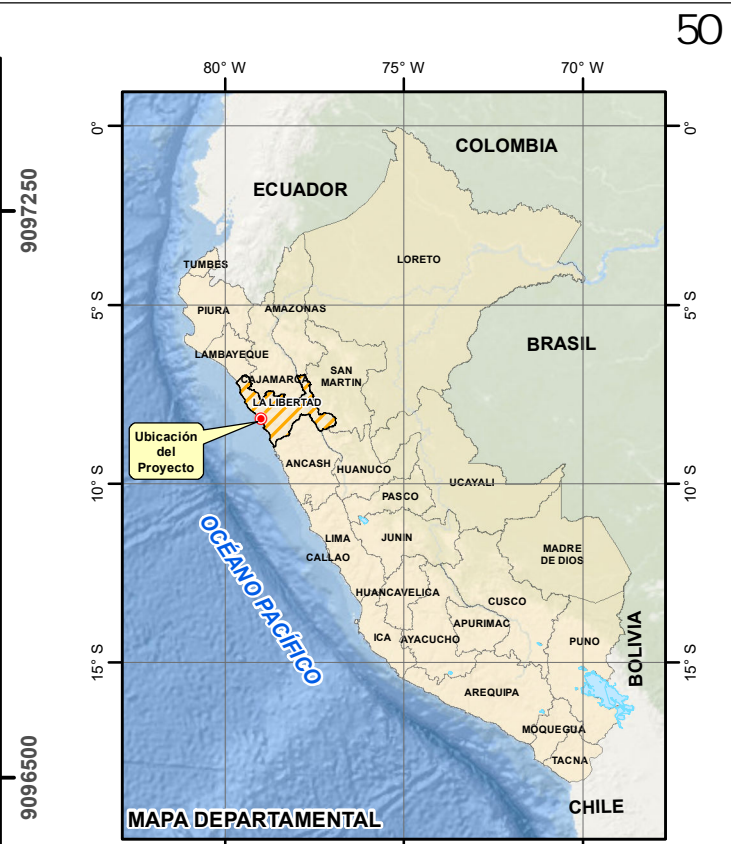 50
80° W
75° W
70° W
0°
0°
COLOMBIA
ECUADOR
9097250
TUMBES
LORETO
5° S
5° S
PIURA
AMAZONAS
BRASIL
LAMBAYEQUE
SAN
MARTIN
CAJAMARCA
LA LIBERTAD
Ubicación
del
Proyecto
ANCASH
HUANUCO
10° S
10° S
UCAYALI
PASCO
OCÉANO PACÍFICO
LIMA
JUNIN
CALLAO
MADRE
DE DIOS
HUANCAVELICA
CUSCO
APURIMAC
ICA
AYACUCHO
PUNO
BOLIVIA
15° S
15° S
AREQUIPA
MOQUEGUA
TACNA
9096500
CHILE
MAPA DEPARTAMENTAL